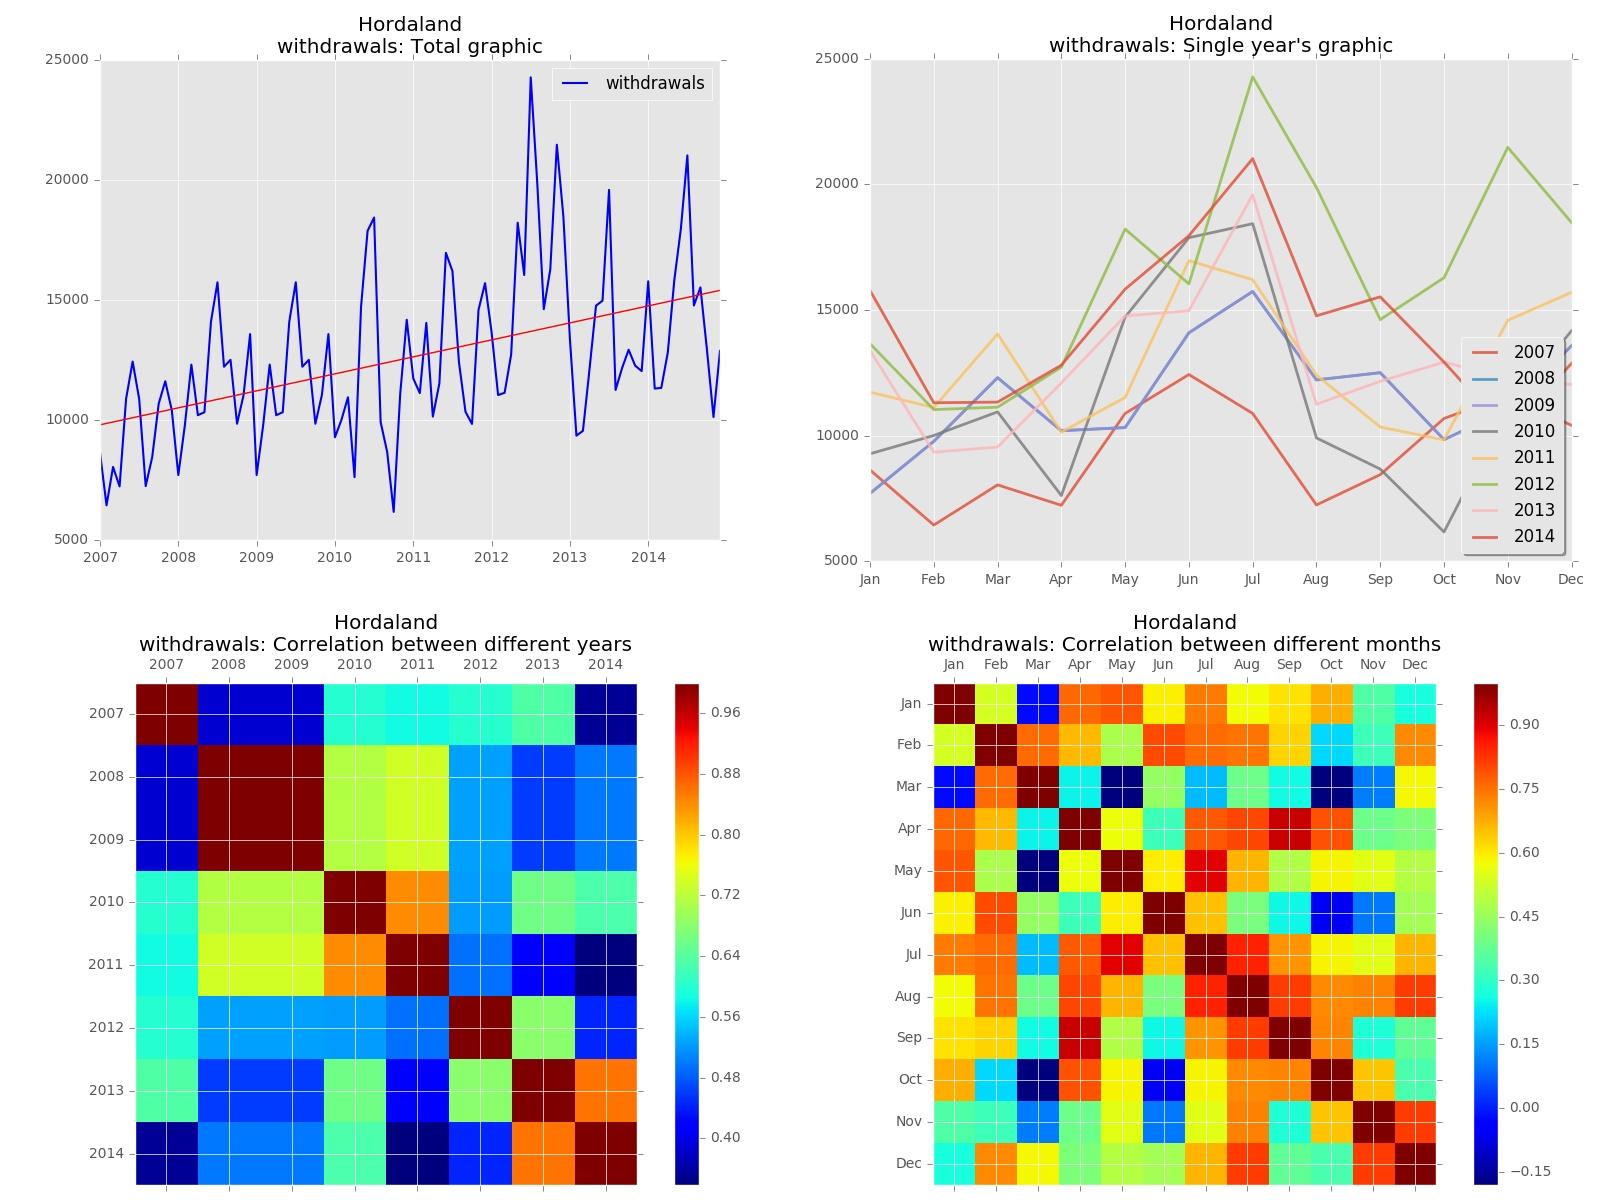 Hordaland
withdrawals: Total graphic
25000
20000
15000
10000
5000
2007 2008 2009 2010 2011 2012 2013 2014
withdrawals
Hordaland
withdrawals: Single year's graphic
25000
20000
15000
10000
5000
Jan Feb Mar Apr May Jun Jul Aug Sep Oct Nov Dec
2007
2008
2009
2010
2011
2012
2013
2014
Hordaland
withdrawals: Correlation between different years
2007 2008 2009 2010 2011 2012 2013 2014
2007
2008
2009
2010
2011
2012
2013
2014
0.96
0.88
0.80
0.72
0.64
0.56
0.48
0.40
Hordaland
withdrawals: Correlation between different months
Jan Feb Mar Apr May Jun Jul Aug Sep Oct Nov Dec
Jan
Feb
Mar
Apr
May
Jun
Jul
Aug
Sep
Oct
Nov
Dec
0.90
0.75
0.60
0.45
0.30
0.15
0.00
−0.15